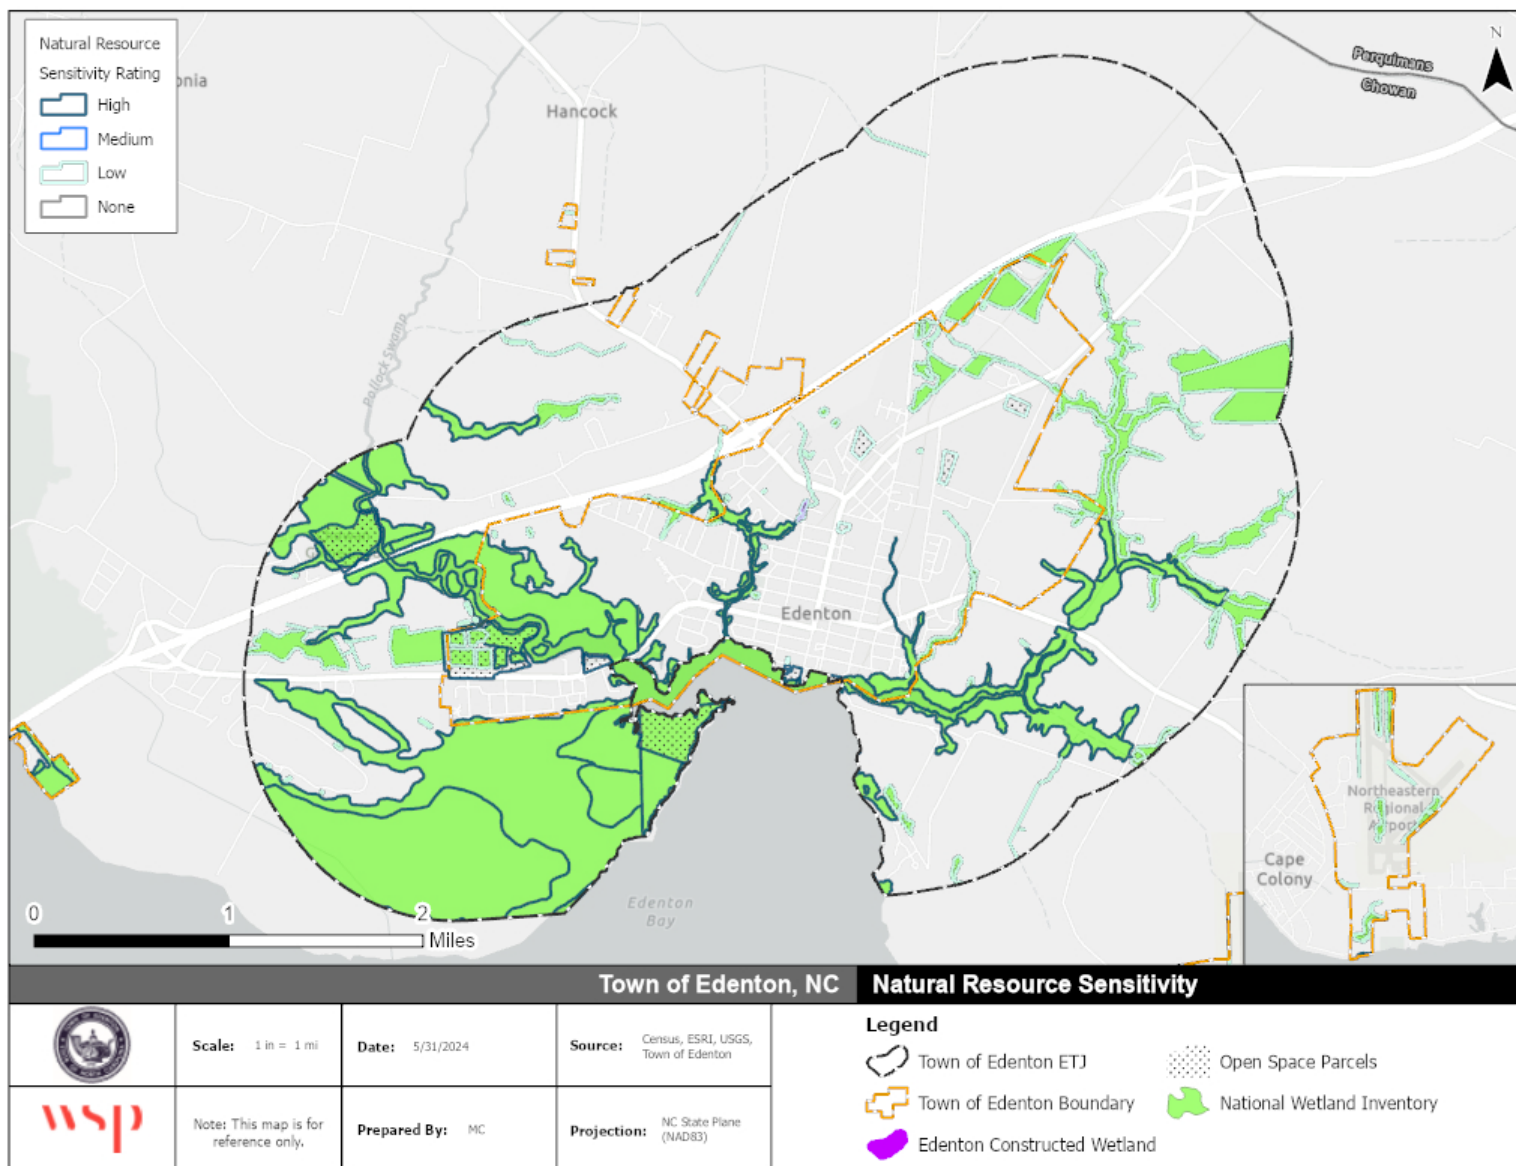 Natural Resource
Sensitivity Rating
High
Medium
Low
None
onia
Hancock
Perquimans
Chowan
N
Pollock Swamp
Edenton
Edenton
Bay
Northeastern
Regional
Airport
Cape
Colony
0 1 2
Miles
Town of Edenton, NC Natural Resource Sensitivity
Scale: 1 in = 1 mi
Date: 5/31/2024
Source: Census, ESRI, USGS,
Town of Edenton
wsp
Note: This map is for
reference only.
Prepared By: MC
Projection: NC State Plane
(NAD83)
Legend
Town of Edenton ETJ
Town of Edenton Boundary
Edenton Constructed Wetland
Open Space Parcels
National Wetland Inventory